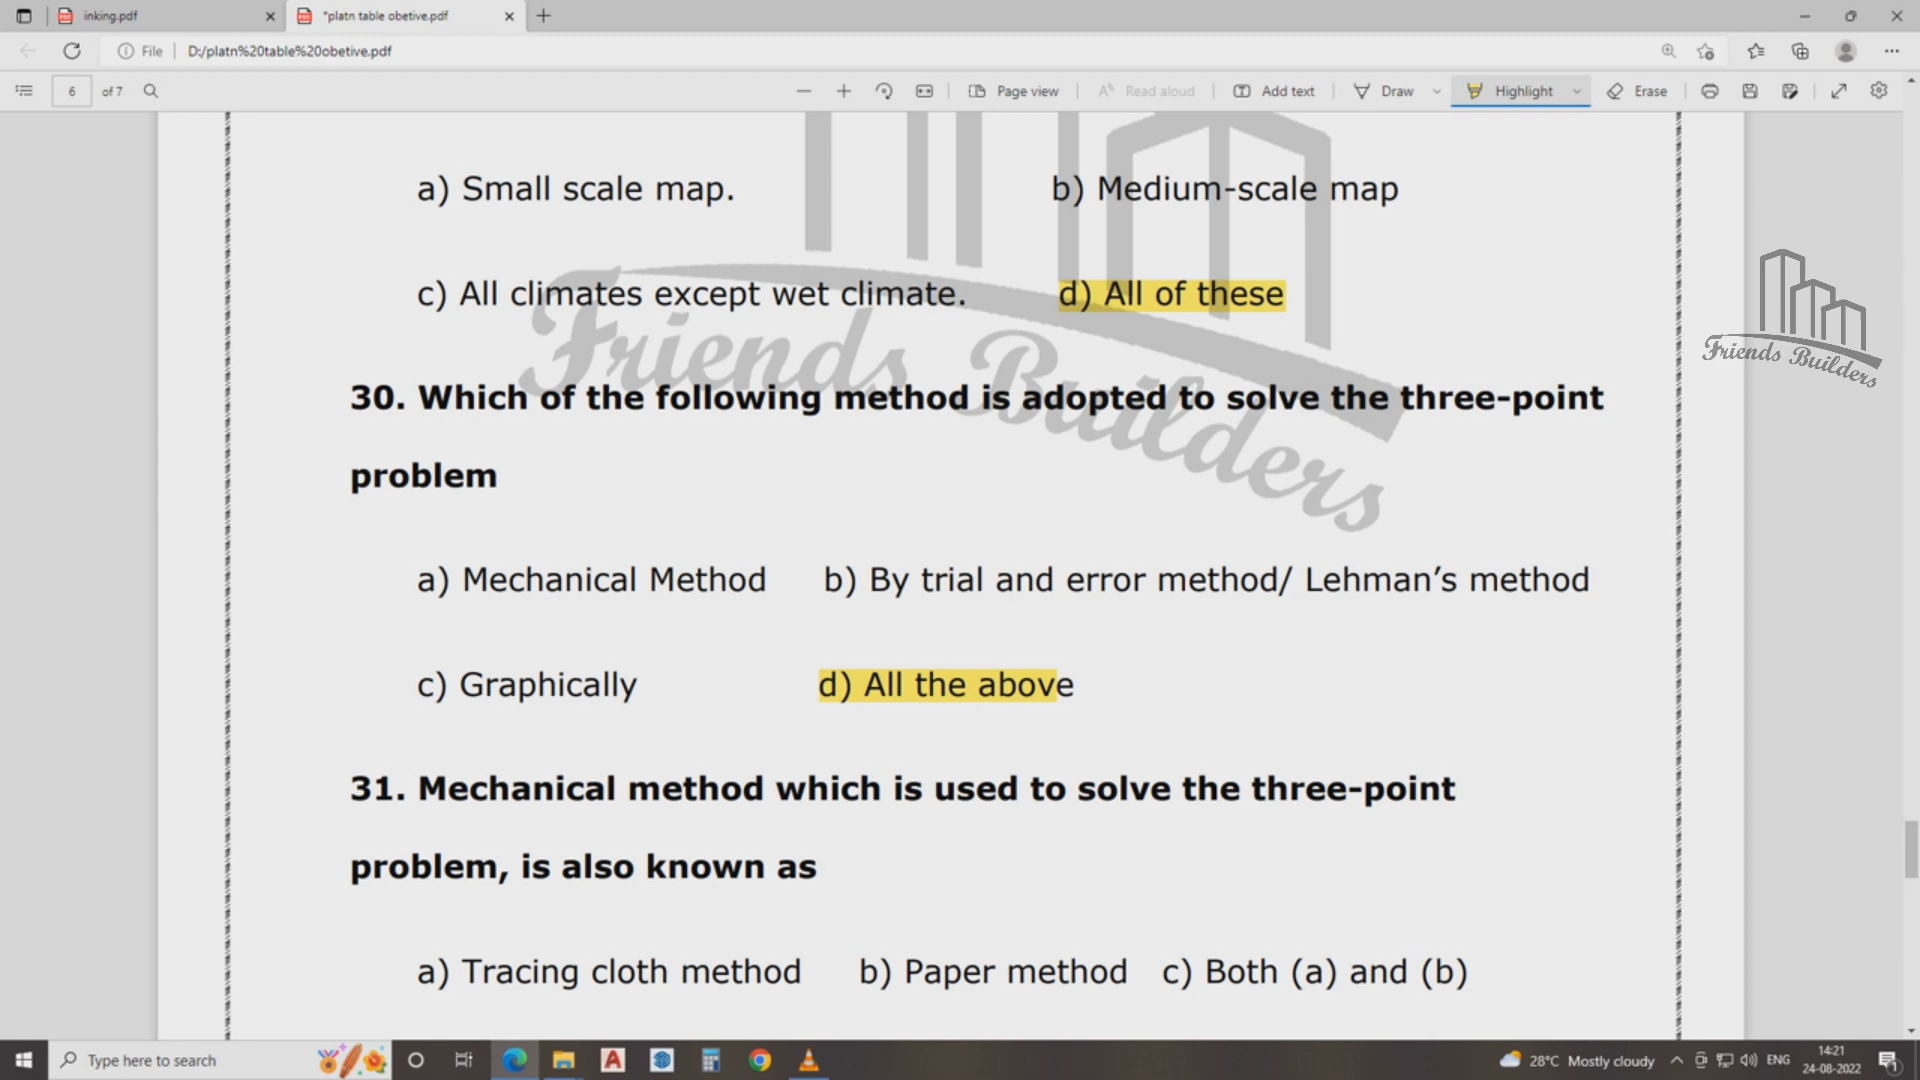 inking.pdf
*platn table obetive.pdf
File
D:/platn%20table%20obetive.pdf
6 of 7
Page view
Read aloud
Add text
Draw
Highlight
Erase
a) Small scale map. b) Medium-scale map
c) All climates except wet climate. d) All of these
Friends Builders
Friends Builders
30. Which of the following method is adopted to solve the three-point
problem
a) Mechanical Method b) By trial and error method/ Lehman’s method
c) Graphically d) All the above
31. Mechanical method which is used to solve the three-point
problem, is also known as
a) Tracing cloth method b) Paper method c) Both (a) and (b)
Type here to search
28°C Mostly cloudy
ENG
14:21
24-08-2022
1